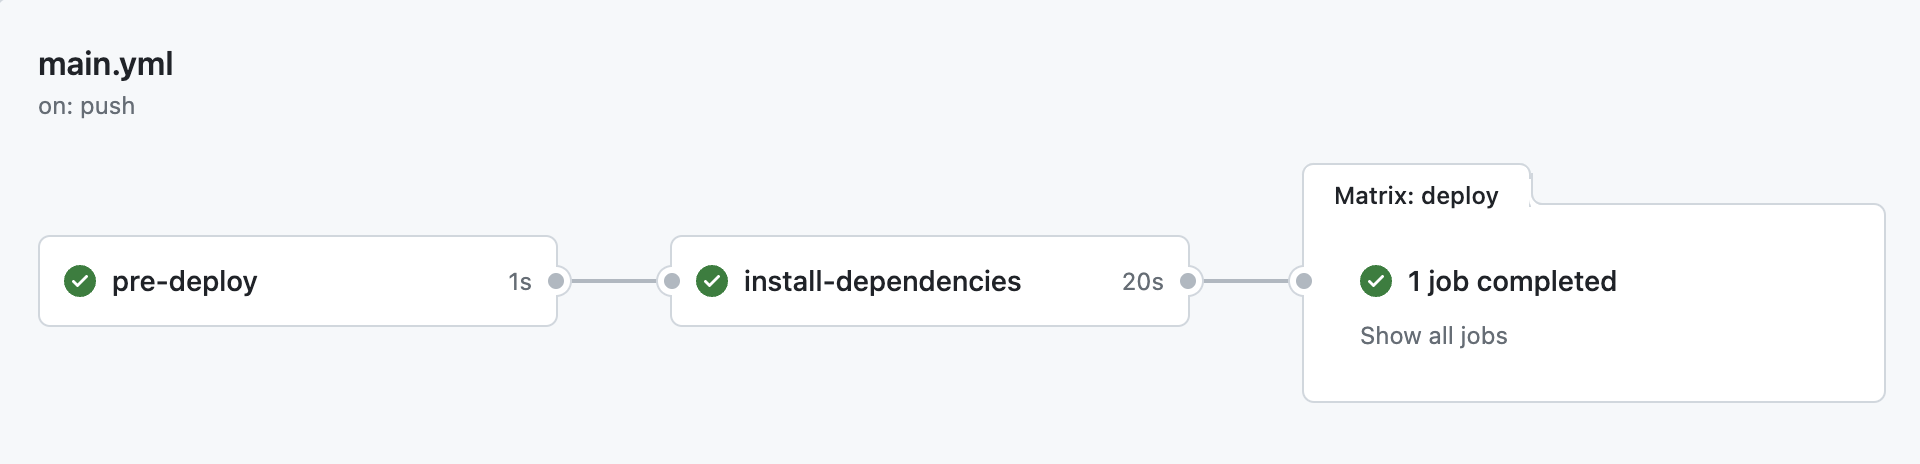 main.yml
on: push
pre-deploy 1s
install-dependencies 20s
Matrix: deploy
1 job completed
Show all jobs